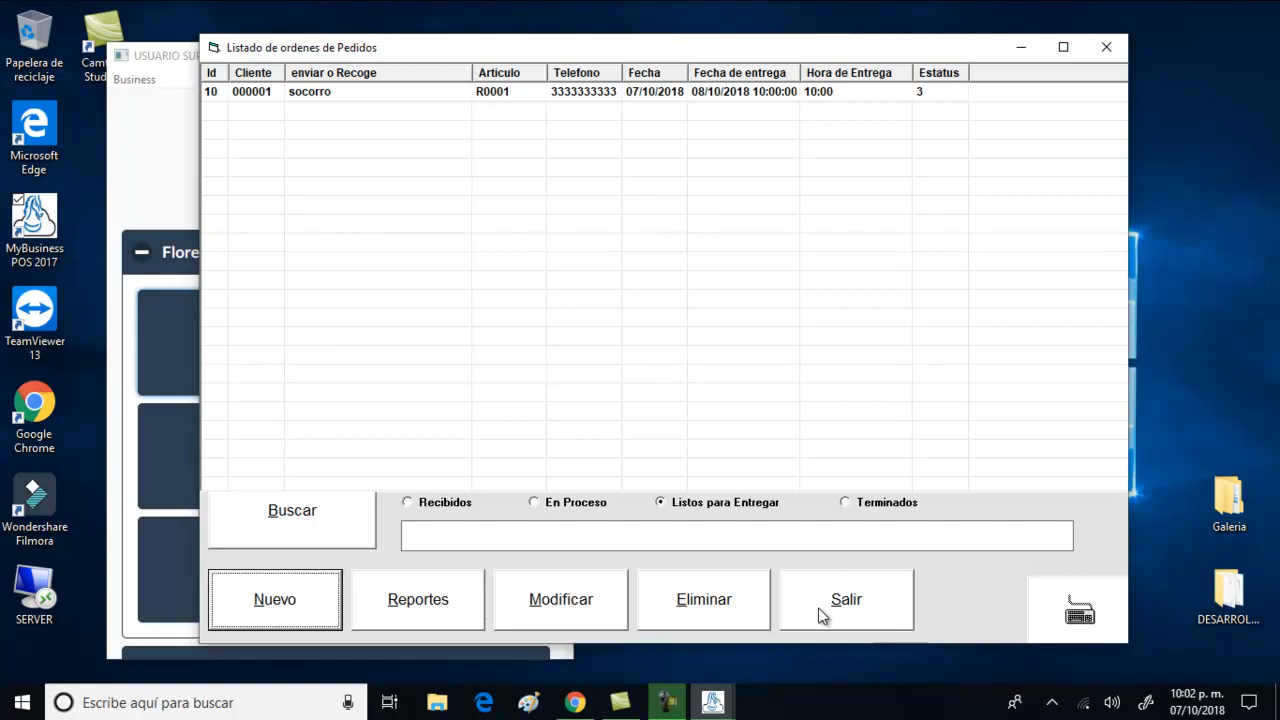 Papelera de
reciclaje
Camt
Stud
Microsoft
Edge
MyBusiness
POS 2017
TeamViewer
13
Google
Chrome
Wondershare
Filmora
SERVER
USUARIO SUP
Business
Flore
Listado de ordenes de Pedidos
Id Cliente enviar o Recoge Articulo Telefono Fecha Fecha de entrega Hora de Entrega Estatus
10 000001 socorro R0001 3333333333 07/10/2018 08/10/2018 10:00:00 10:00 3
Buscar
Recibidos En Proceso Listos para Entregar Terminados
Nuevo Reportes Modificar Eliminar Salir
Galeria
DESARROL...
Escribe aquí para buscar
10:02 p. m.
07/10/2018